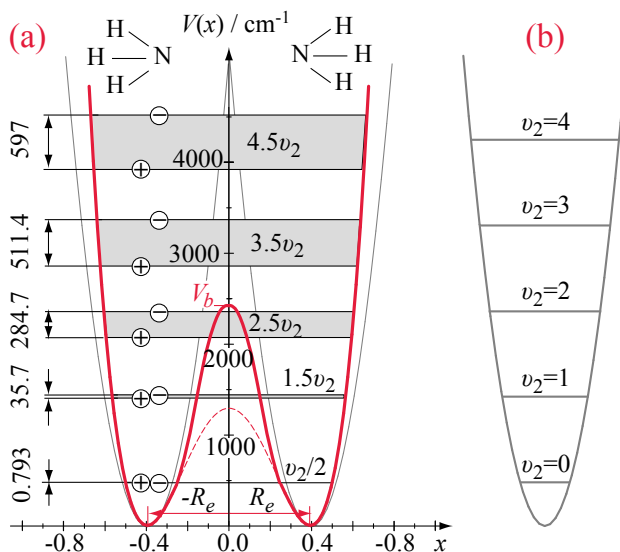 (a)
V(x) / cm⁻¹
(b)
H
H
H
N
N
H
H
H
597
−
+
4.5υ₂
4000
υ₂=4
511.4
−
+
3.5υ₂
3000
υ₂=3
V_b
284.7
−
+
2.5υ₂
2000
υ₂=2
35.7
+
−
1.5υ₂
υ₂=1
1000
0.793
+
−
υ₂/2
υ₂=0
-R_e
R_e
-0.8
-0.4
0.0
0.4
-0.8
x